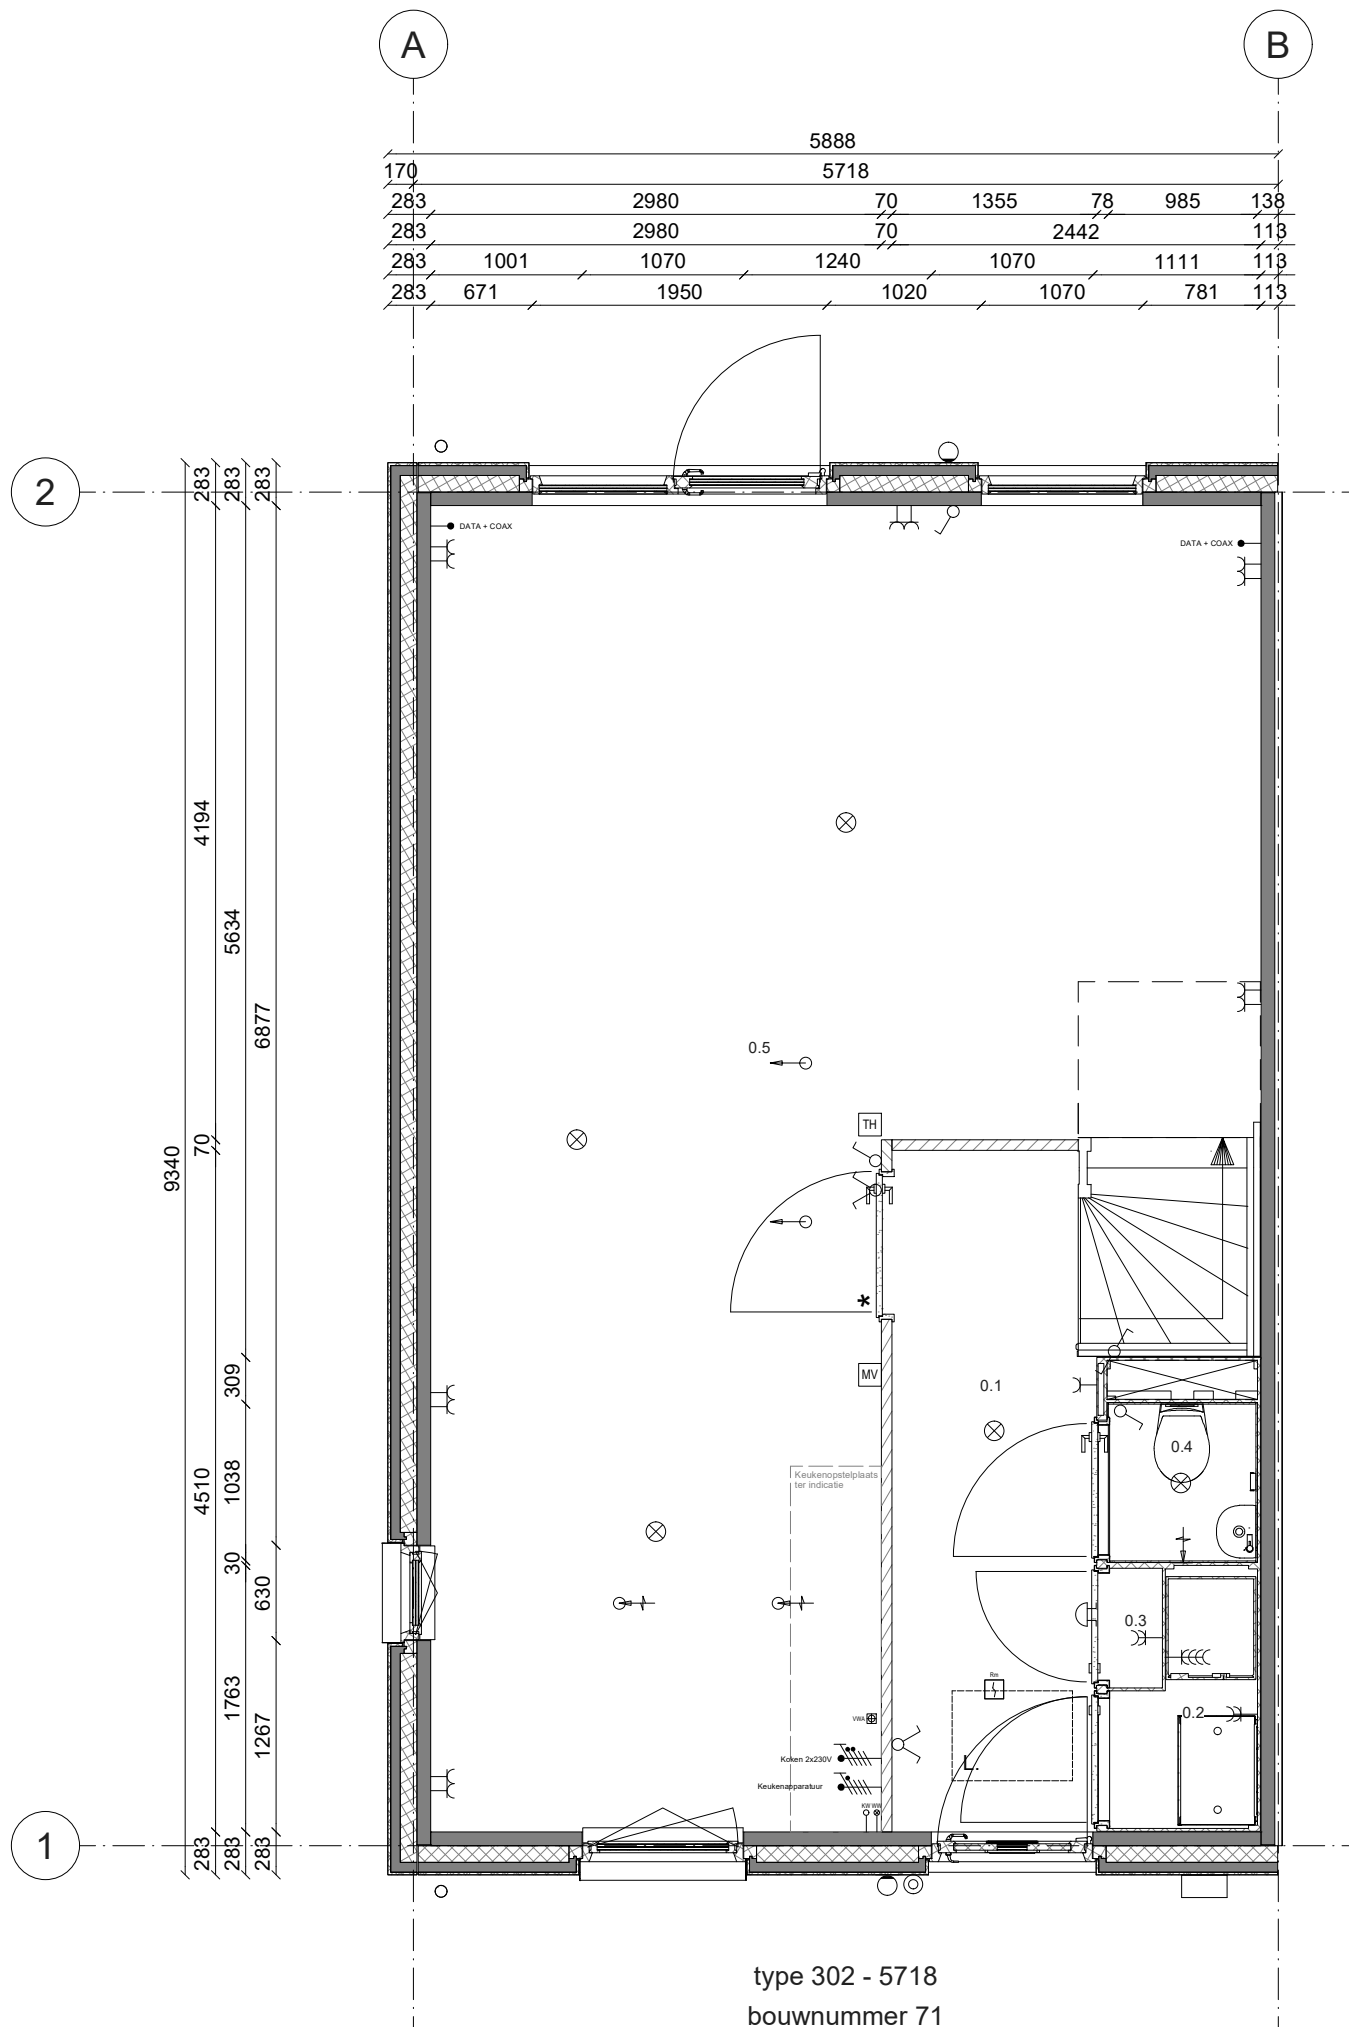 A B
5888
170 5718
283 2980 70 1355 78 985 138
283 2980 70 2442 113
283 1001 1070 1240 1070 1111 113
283 671 1950 1020 1070 781 113
2
283 283 283
DATA + COAX
DATA + COAX
4194
5634
6877
0.5
TH
70
9340
309
MV
0.1
0.4
Keukenopstelplaats
ter indicatie
4510
1038
30
630
0.3
Rm
1763
1267
0.2
VWA
L.
Koken 2x230V
Keukenapparatuur
KW WW
1
283 283 283
type 302 - 5718
bouwnummer 71